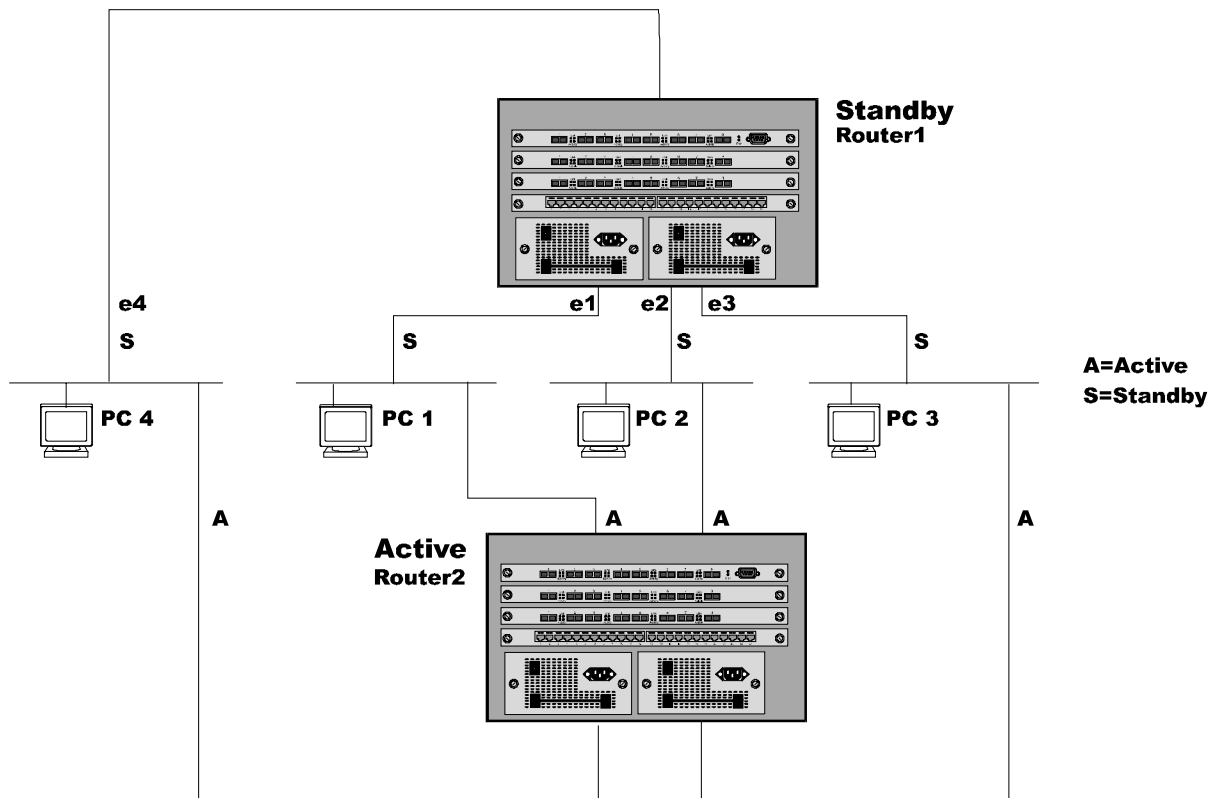 Standby
Router1
e4
e1
e2
e3
S
S
S
S
A=Active
S=Standby
PC 4
PC 1
PC 2
PC 3
A
A
A
A
Active
Router2